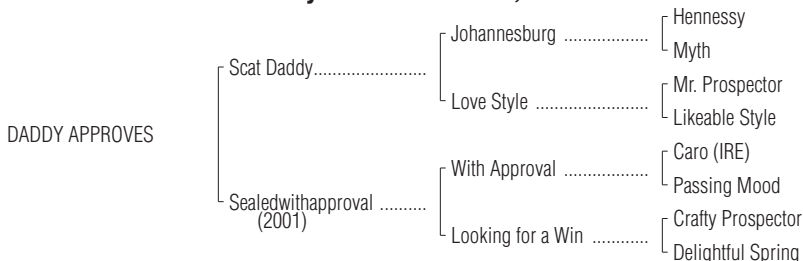 Hennessy
Johannesburg ....................
Myth
Scat Daddy.......................
Mr. Prospector
Love Style ..........................
Likeable Style
DADDY APPROVES
Caro (IRE)
With Approval ....................
Passing Mood
Sealedwithapproval ..........
(2001)
Crafty Prospector
Looking for a Win .............
Delightful Spring